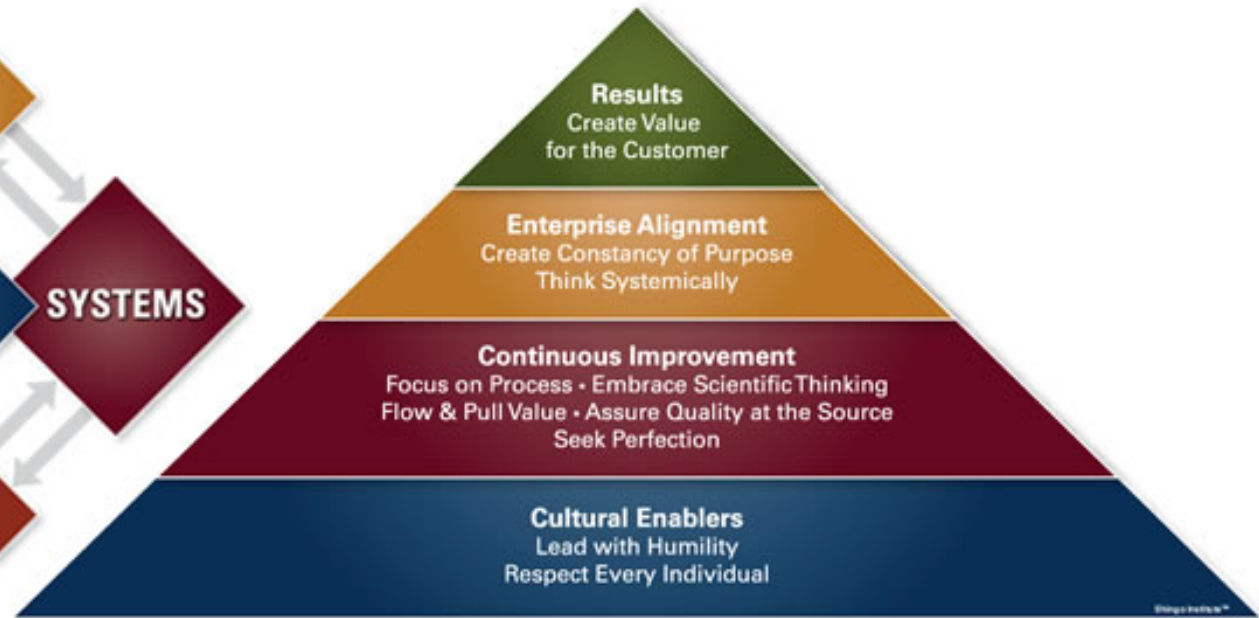 Results
Create Value
for the Customer
SYSTEMS
Enterprise Alignment
Create Constancy of Purpose
Think Systemically
Continuous Improvement
Focus on Process • Embrace Scientific Thinking
Flow & Pull Value • Assure Quality at the Source
Seek Perfection
Cultural Enablers
Lead with Humility
Respect Every Individual
Shingo Institute™